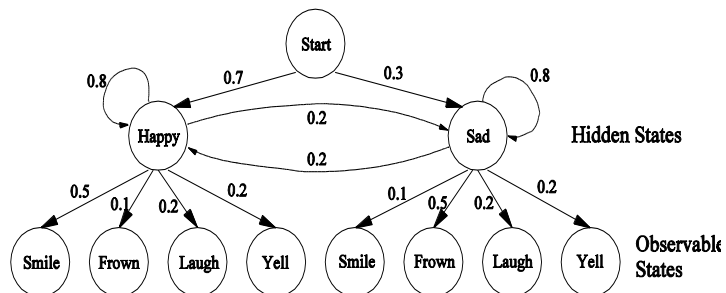 Start
0.8 0.7 0.3 0.8
Happy 0.2 Sad Hidden States
0.2
0.5 0.1 0.2 0.2 0.1 0.5 0.2 0.2
Smile Frown Laugh Yell Smile Frown Laugh Yell Observable
States